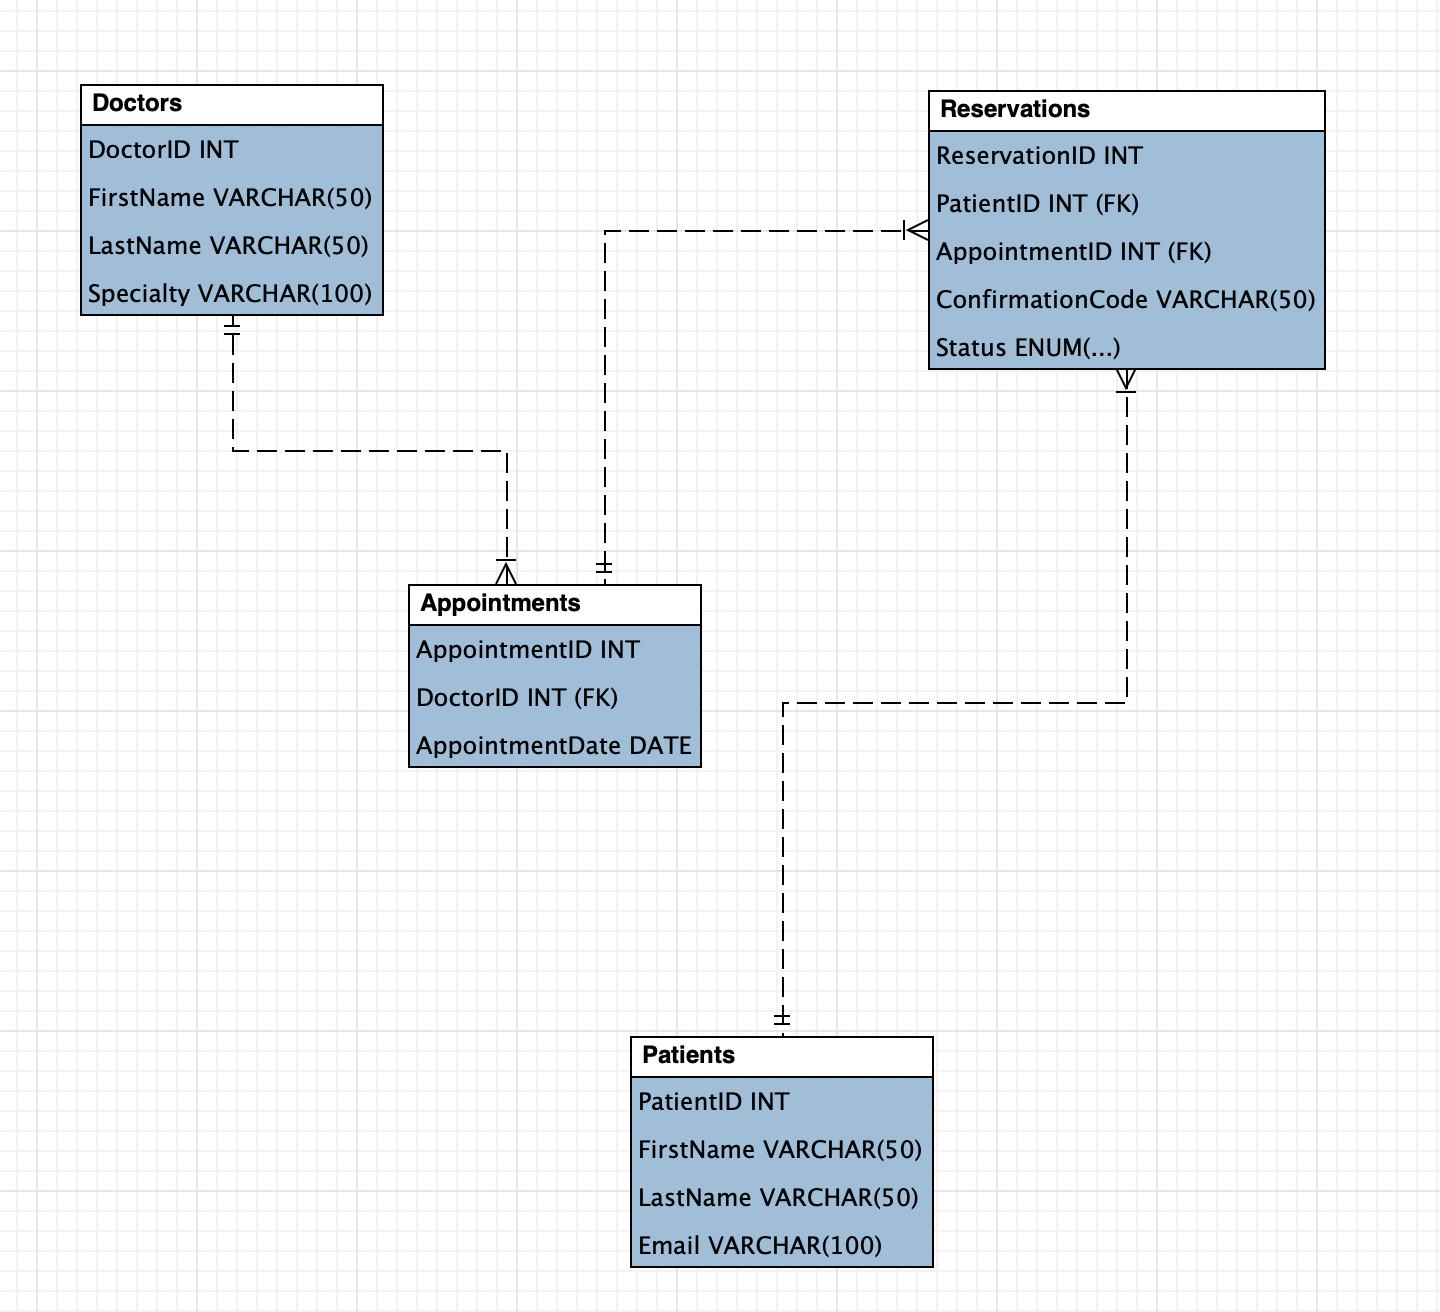 Doctors
DoctorID INT
FirstName VARCHAR(50)
LastName VARCHAR(50)
Specialty VARCHAR(100)
Reservations
ReservationID INT
PatientID INT (FK)
AppointmentID INT (FK)
ConfirmationCode VARCHAR(50)
Status ENUM(...)
Appointments
AppointmentID INT
DoctorID INT (FK)
AppointmentDate DATE
Patients
PatientID INT
FirstName VARCHAR(50)
LastName VARCHAR(50)
Email VARCHAR(100)